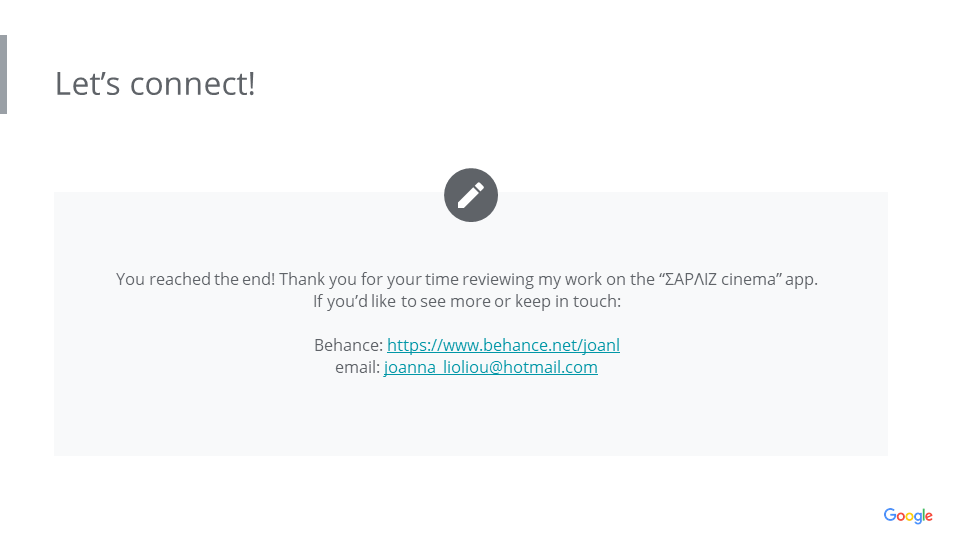 Let’s connect!
You reached the end! Thank you for your time reviewing my work on the “ΣΑΡΛΙΖ cinema” app.
If you’d like to see more or keep in touch:
Behance: https://www.behance.net/joanl
email: joanna_lioliou@hotmail.com
Google